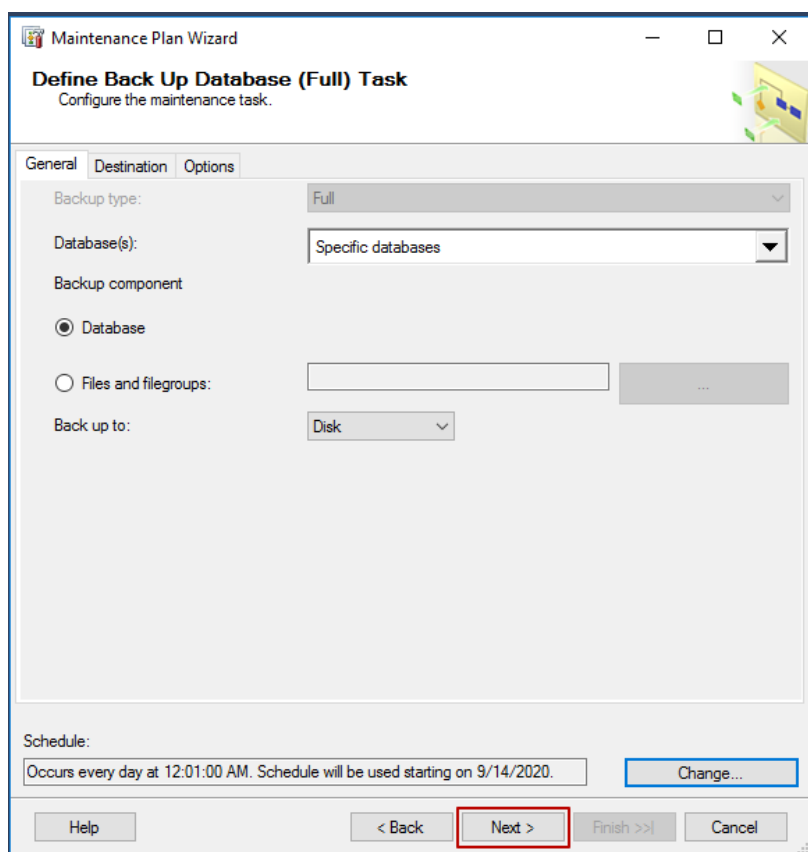 Maintenance Plan Wizard
Define Back Up Database (Full) Task
Configure the maintenance task.
General Destination Options
Backup type: Full
Database(s): Specific databases
Backup component
Database
Files and filegroups: ...
Back up to: Disk
Schedule:
Occurs every day at 12:01:00 AM. Schedule will be used starting on 9/14/2020. Change...
Help < Back Next > Finish >>| Cancel